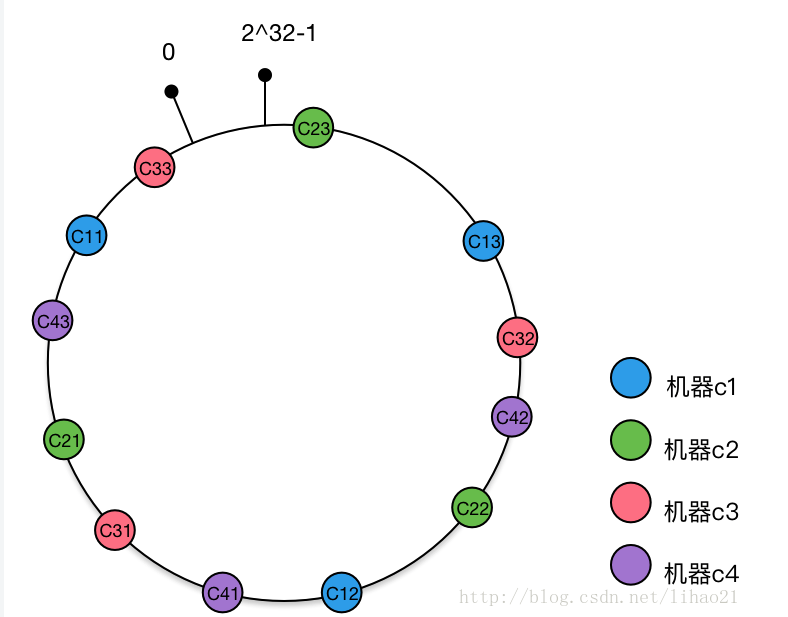 0
2^32-1
C23
C33
C11
C13
C43
C32
C42
C21
C22
C31
C41
C12
机器c1
机器c2
机器c3
机器c4
http://blog.csdn.net/lihao21